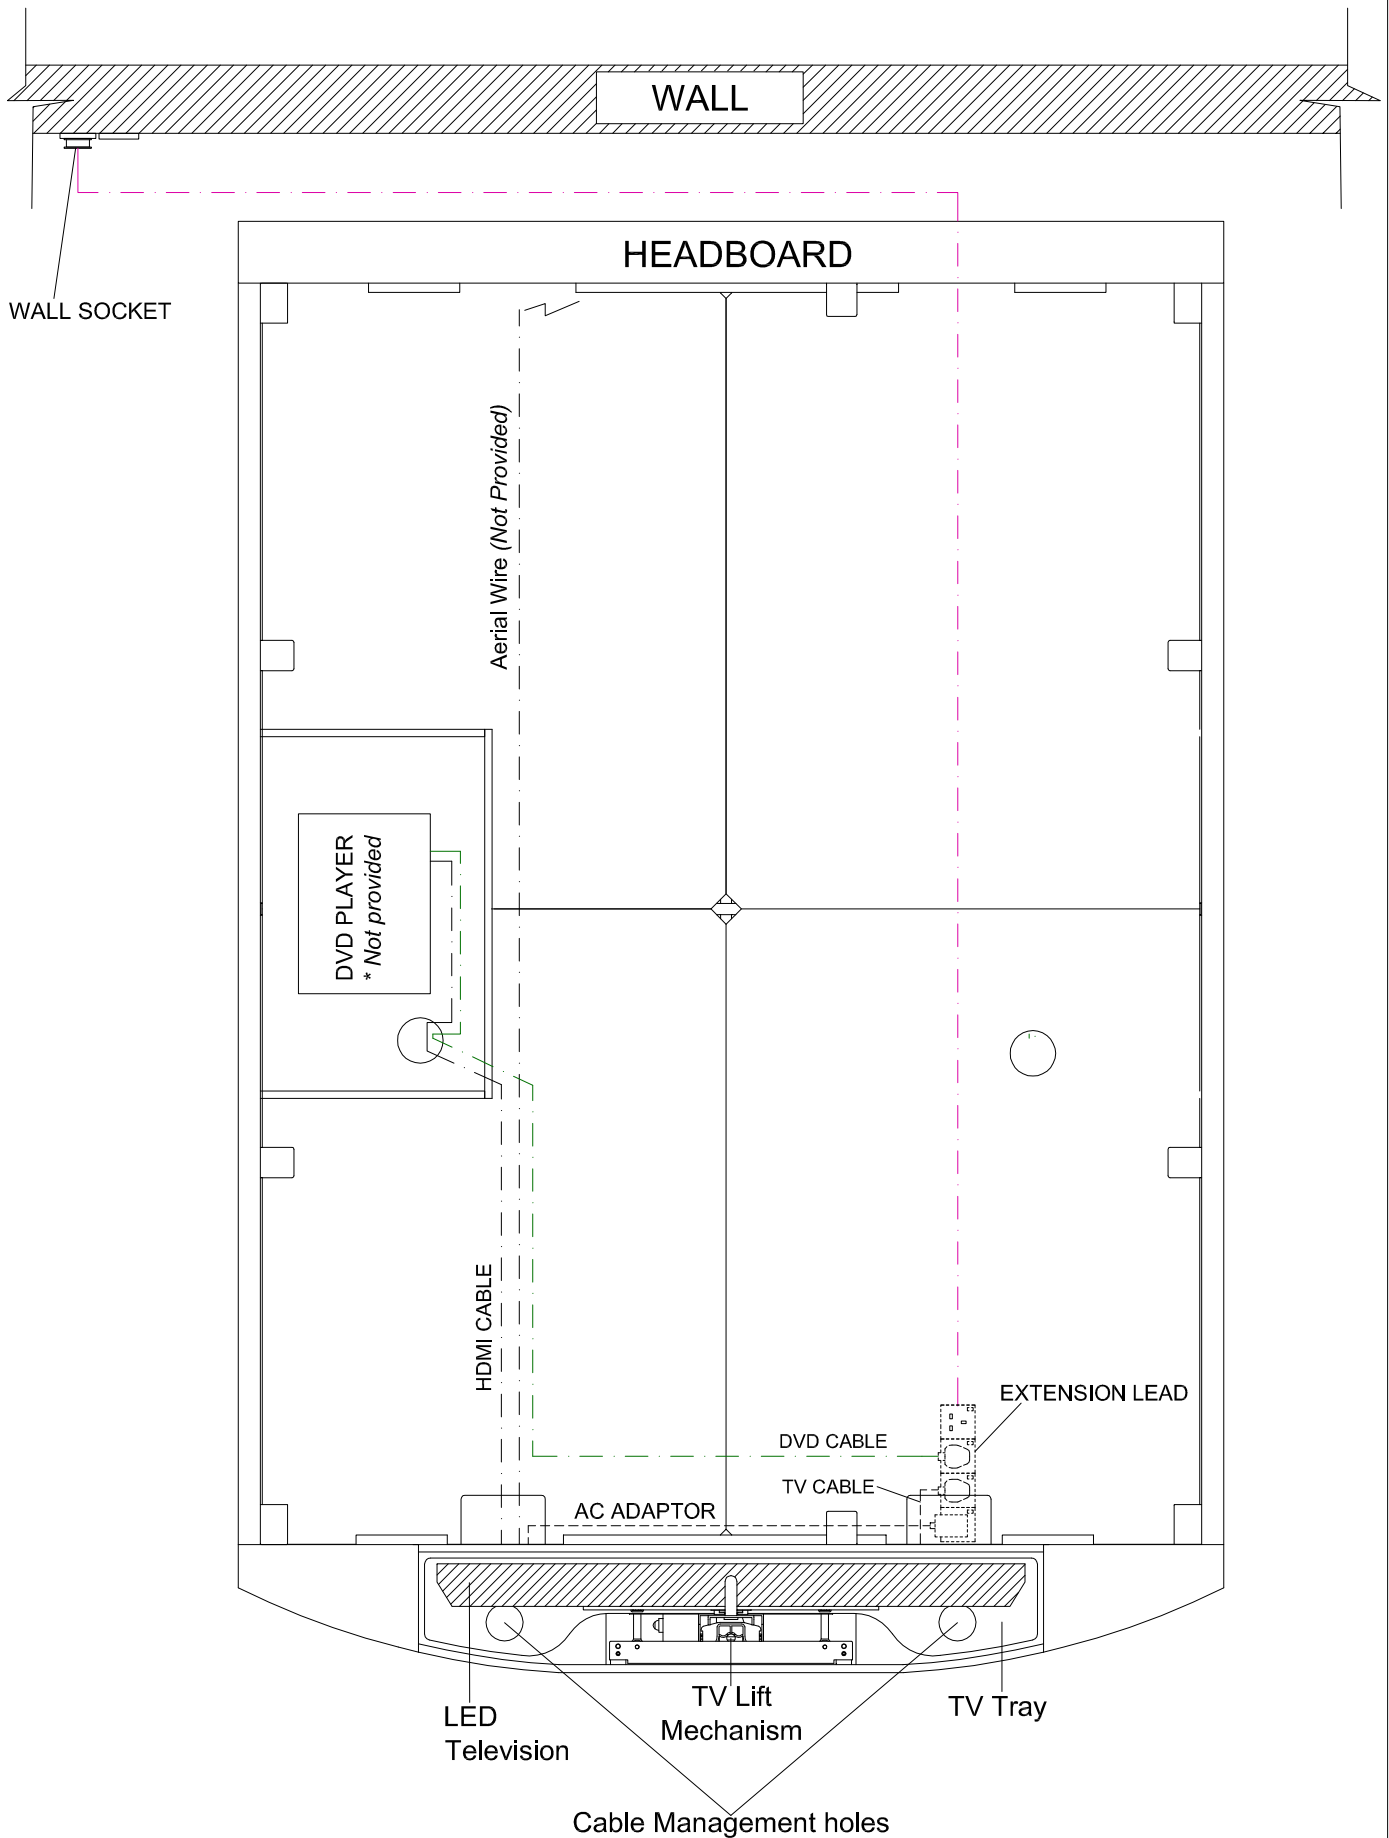 WALL
HEADBOARD
WALL SOCKET
Aerial Wire (Not Provided)
DVD PLAYER
* Not provided
HDMI CABLE
EXTENSION LEAD
DVD CABLE
TV CABLE
AC ADAPTOR
LED
Television
TV Lift
Mechanism
TV Tray
Cable Management holes